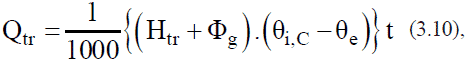 Q_tr = 1/1000 {(H_tr + Φ_g).(θ_i,C − θ_e)} t (3.10),